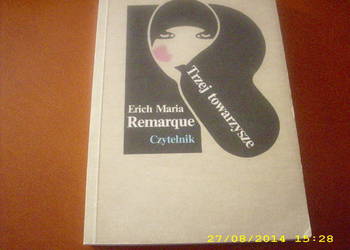 Trzej towarzysze
Erich Maria
Remarque
Czytelnik
27/08/2014 15:28